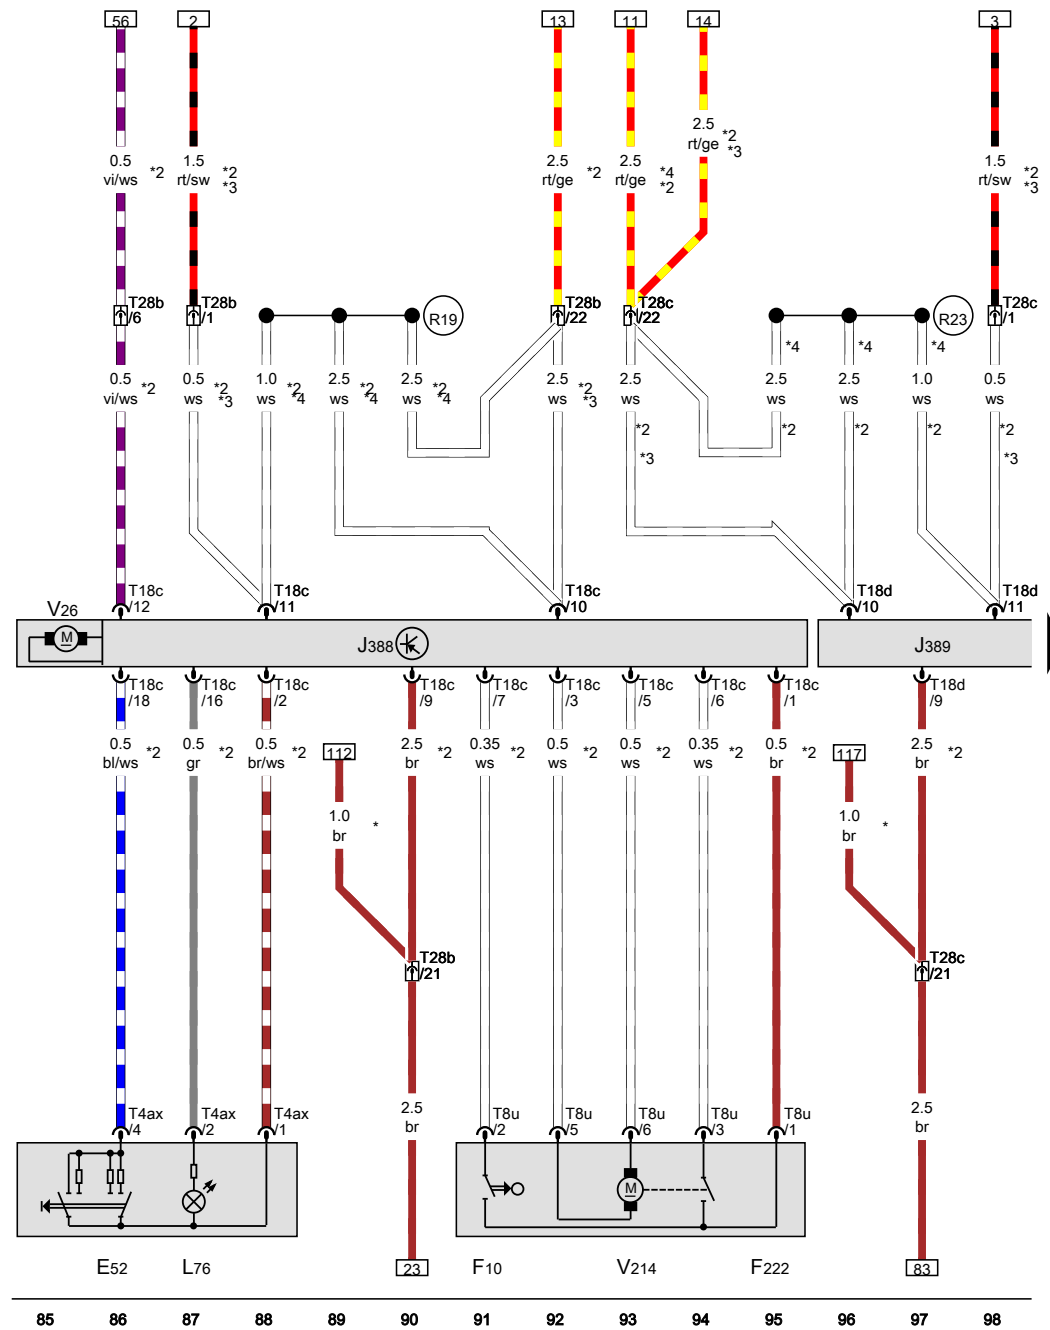 56 2 13 11 14 3
2.5
rt/ge *2
*3
0.5 1.5 2.5 2.5 1.5
vi/ws *2 rt/sw *2 *3 rt/ge *2 rt/ge *4 *2 rt/sw *2 *3
T28b /6 T28b /1 R19 T28b /22 T28c /22 R23 T28c /1
*4 *4 *4
0.5 0.5 1.0 2.5 2.5 2.5 2.5 2.5 2.5 1.0 0.5
vi/ws *2 ws *2 *3 ws *2 *4 ws *2 *4 ws *2 *4 ws *2 *3 ws ws ws ws ws
*2 *2 *2 *2 *2
*3 *3
T18c /12 T18c /11 T18c /10 T18d /10 T18d /11
V26 M J388 J389
T18c /18 T18c /16 T18c /2 T18c /9 T18c /7 T18c /3 T18c /5 T18c /6 T18c /1 T18d /9
0.5 0.5 0.5 112 2.5 0.35 0.5 0.5 0.35 0.5 117 2.5
bl/ws *2 gr *2 br/ws *2 br *2 ws *2 ws *2 ws *2 ws *2 br *2 br *2
1.0 1.0
br * br *
T28b /21 T28c /21
2.5 2.5
br br
T4ax /4 T4ax /2 T4ax /1 T8u /2 T8u /5 T8u /6 T8u /3 T8u /1
M
E52 L76 23 F10 V214 F222 83
85 86 87 88 89 90 91 92 93 94 95 96 97 98